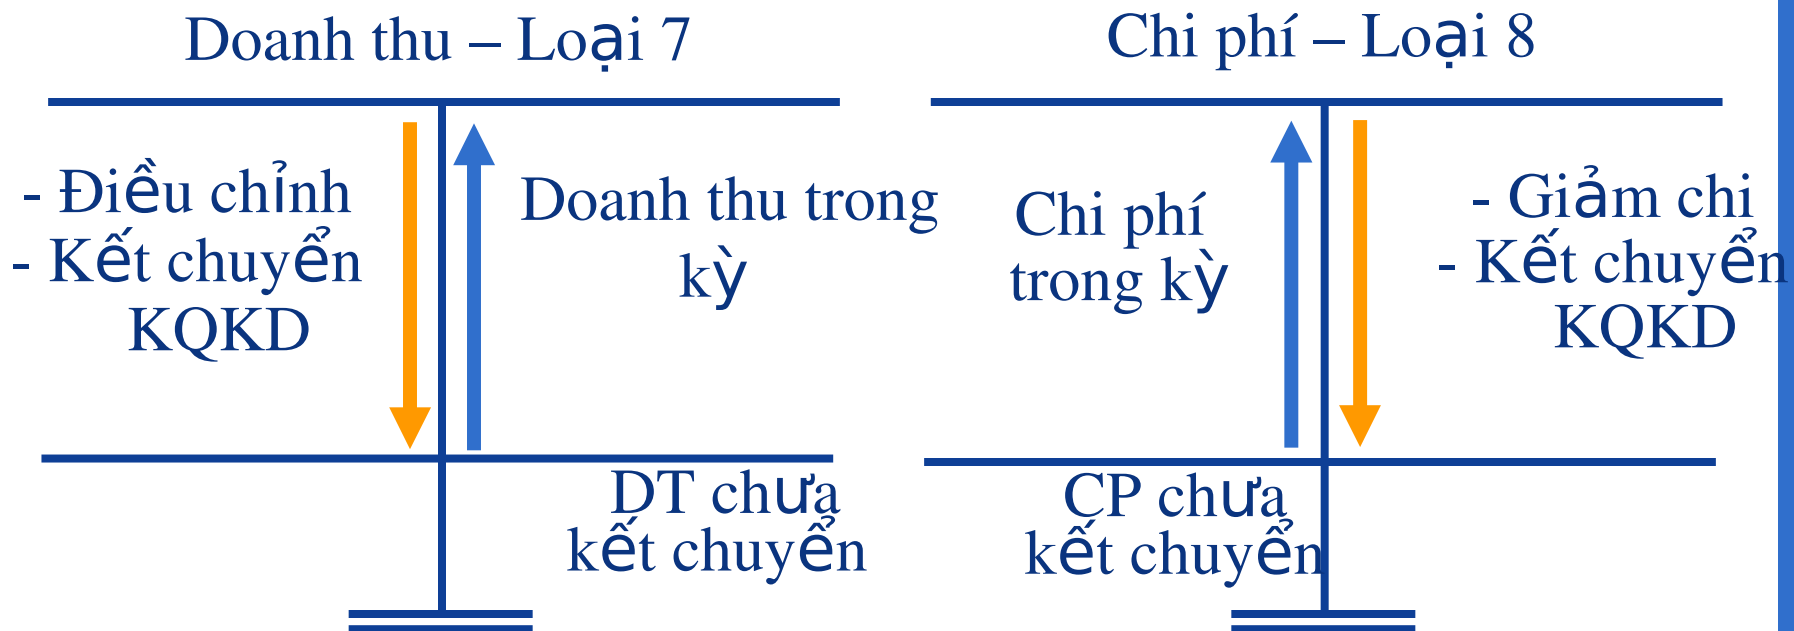 Doanh thu – Loại 7
- Điều chỉnh
- Kết chuyển
KQKD
Doanh thu trong
kỳ
DT chưa
kết chuyển
Chi phí – Loại 8
Chi phí
trong kỳ
- Giảm chi
- Kết chuyển
KQKD
CP chưa
kết chuyển